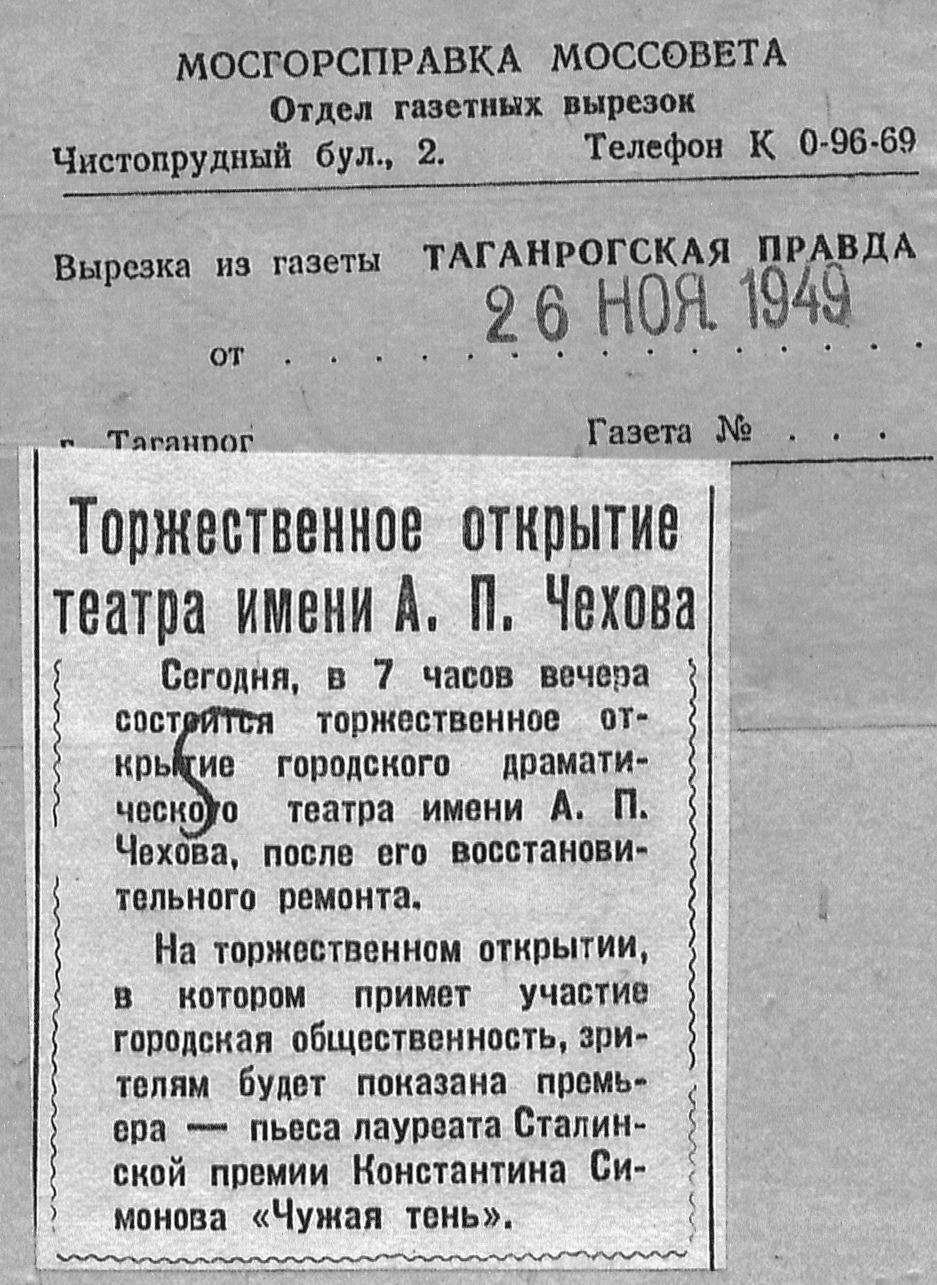 МОСГОРСПРАВКА МОССОВЕТА
Отдел газетных вырезок
Чистопрудный бул., 2. Телефон К 0-96-69
Вырезка из газеты ТАГАНРОГСКАЯ ПРАВДА
26 НОЯ. 1949
от . . . . . . . . . . . . . .
г. Таганрог Газета № . . .
Торжественное открытие
театра имени А. П. Чехова
Сегодня, в 7 часов вечера
состоится торжественное от-
крытие городского драмати-
ческого театра имени А. П.
Чехова, после его восстанови-
тельного ремонта.
На торжественном открытии,
в котором примет участие
городская общественность, зри-
телям будет показана премь-
ера — пьеса лауреата Сталин-
ской премии Константина Си-
монова «Чужая тень».